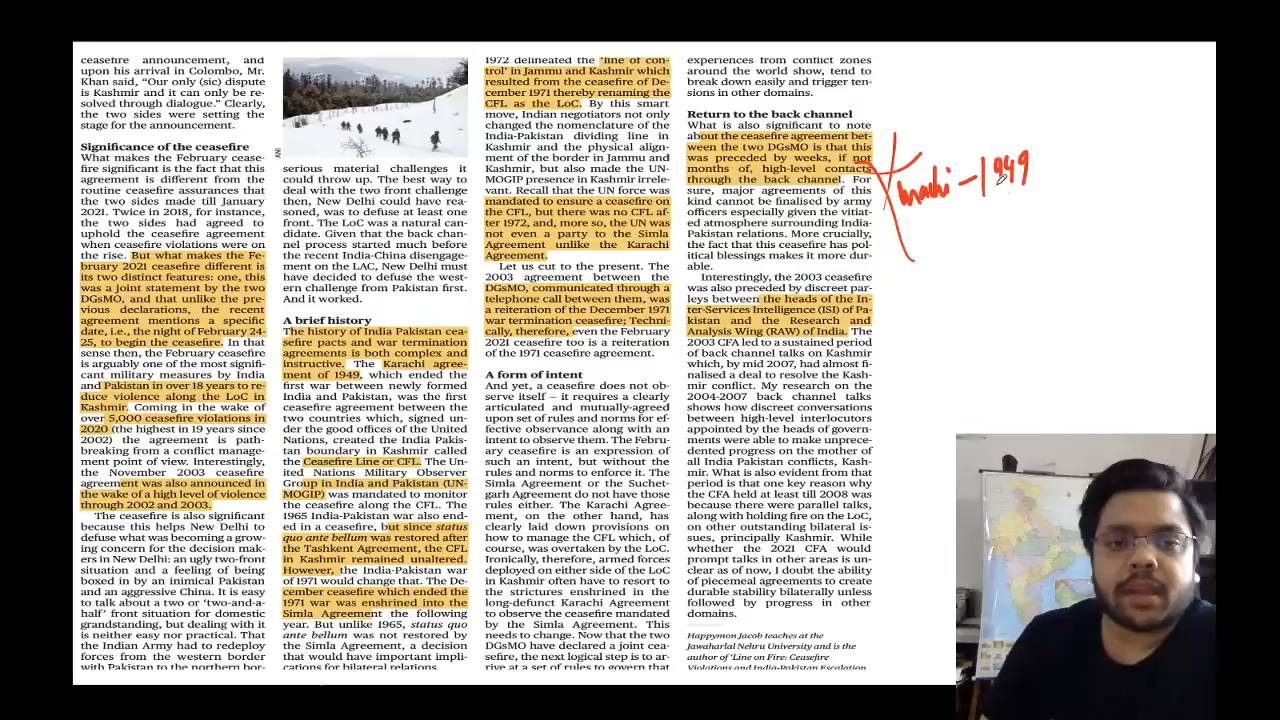 ceasefire announcement, and
upon his arrival in Colombo, Mr.
Khan said, “Our only (sic) dispute
is Kashmir and it can only be re-
solved through dialogue.” Clearly,
the two sides were setting the
stage for the announcement.
Significance of the ceasefire
What makes the February cease-
fire significant is the fact that this
agreement is different from the
routine ceasefire assurances that
the two sides made till January
2021. Twice in 2018, for instance,
the two sides had agreed to
uphold the ceasefire agreement
when ceasefire violations were on
the rise. But what makes the Fe-
bruary 2021 ceasefire different is
its two distinct features: one, this
was a joint statement by the two
DGsMO, and that unlike the pre-
vious declarations, the recent
agreement mentions a specific
date, i.e., the night of February 24-
25, to begin the ceasefire. In that
sense then, the February ceasefire
is arguably one of the most signifi-
cant military measures by India
and Pakistan in over 18 years to re-
duce violence along the LoC in
Kashmir. Coming in the wake of
over 5,000 ceasefire violations in
2020 (the highest in 19 years since
2002) the agreement is path-
breaking from a conflict manage-
ment point of view. Interestingly,
the November 2003 ceasefire
agreement was also announced in
the wake of a high level of violence
through 2002 and 2003.
The ceasefire is also significant
because this helps New Delhi to
defuse what was becoming a grow-
ing concern for the decision mak-
ers in New Delhi: an ugly two-front
situation and a feeling of being
boxed in by an inimical Pakistan
and an aggressive China. It is easy
to talk about a two or ‘two-and-a
half’ front situation for domestic
grandstanding, but dealing with it
is neither easy nor practical. That
the Indian Army had to redeploy
forces from the western border
with Pakistan to the northern bor-
ANI
serious material challenges it
could throw up. The best way to
deal with the two front challenge
then, New Delhi could have rea-
soned, was to defuse at least one
front. The LoC was a natural can-
didate. Given that the back chan-
nel process started much before
the recent India-China disengage-
ment on the LAC, New Delhi must
have decided to defuse the west-
ern challenge from Pakistan first.
And it worked.
A brief history
The history of India Pakistan cea-
sefire pacts and war termination
agreements is both complex and
instructive. The Karachi agree-
ment of 1949, which ended the
first war between newly formed
India and Pakistan, was the first
ceasefire agreement between the
two countries which, signed un-
der the good offices of the United
Nations, created the India Pakis-
tan boundary in Kashmir called
the Ceasefire Line or CFL. The Un-
ited Nations Military Observer
Group in India and Pakistan (UN-
MOGIP) was mandated to monitor
the ceasefire along the CFL. The
1965 India-Pakistan war also end-
ed in a ceasefire, but since status
quo ante bellum was restored after
the Tashkent Agreement, the CFL
in Kashmir remained unaltered.
However, the India-Pakistan war
of 1971 would change that. The De-
cember ceasefire which ended the
1971 war was enshrined into the
Simla Agreement the following
year. But unlike 1965, status quo
ante bellum was not restored by
the Simla Agreement, a decision
that would have important impli-
cations for bilateral relations.
1972 delineated the ‘line of con-
trol’ in Jammu and Kashmir which
resulted from the ceasefire of De-
cember 1971 thereby renaming the
CFL as the LoC. By this smart
move, Indian negotiators not only
changed the nomenclature of the
India-Pakistan dividing line in
Kashmir and the physical align-
ment of the border in Jammu and
Kashmir, but also made the UN-
MOGIP presence in Kashmir irrele-
vant. Recall that the UN force was
mandated to ensure a ceasefire on
the CFL, but there was no CFL af-
ter 1972, and, more so, the UN was
not even a party to the Simla
Agreement unlike the Karachi
Agreement.
Let us cut to the present. The
2003 agreement between the
DGsMO, communicated through a
telephone call between them, was
a reiteration of the December 1971
war termination ceasefire; Techni-
cally, therefore, even the February
2021 ceasefire too is a reiteration
of the 1971 ceasefire agreement.
A form of intent
And yet, a ceasefire does not ob-
serve itself – it requires a clearly
articulated and mutually-agreed
upon set of rules and norms for ef-
fective observance along with an
intent to observe them. The Febru-
ary ceasefire is an expression of
such an intent, but without the
rules and norms to enforce it. The
Simla Agreement or the Suchet-
garh Agreement do not have those
rules either. The Karachi Agree-
ment, on the other hand, has
clearly laid down provisions on
how to manage the CFL which, of
course, was overtaken by the LoC.
Ironically, therefore, armed forces
deployed on either side of the LoC
in Kashmir often have to resort to
the strictures enshrined in the
long-defunct Karachi Agreement
to observe the ceasefire mandated
by the Simla Agreement. This
needs to change. Now that the two
DGsMO have declared a joint cea-
sefire, the next logical step is to ar-
rive at a set of rules to govern that
experiences from conflict zones
around the world show, tend to
break down easily and trigger ten-
sions in other domains.
Return to the back channel
What is also significant to note
about the ceasefire agreement bet-
ween the two DGsMO is that this
was preceded by weeks, if not
months of, high-level contacts
through the back channel. For
sure, major agreements of this
kind cannot be finalised by army
officers especially given the vitiat-
ed atmosphere surrounding India-
Pakistan relations. More crucially,
the fact that this ceasefire has pol-
itical blessings makes it more dur-
able.
Interestingly, the 2003 ceasefire
was also preceded by discreet par-
leys between the heads of the In-
ter-Services Intelligence (ISI) of Pa-
kistan and the Research and
Analysis Wing (RAW) of India. The
2003 CFA led to a sustained period
of back channel talks on Kashmir
which, by mid 2007, had almost fi-
nalised a deal to resolve the Kash-
mir conflict. My research on the
2004-2007 back channel talks
shows how discreet conversations
between high-level interlocutors
appointed by the heads of govern-
ments were able to make unprece-
dented progress on the mother of
all India Pakistan conflicts, Kash-
mir. What is also evident from that
period is that one key reason why
the CFA held at least till 2008 was
because there were parallel talks,
along with holding fire on the LoC,
on other outstanding bilateral is-
sues, principally Kashmir. While
whether the 2021 CFA would
prompt talks in other areas is un-
clear as of now, I doubt the ability
of piecemeal agreements to create
durable stability bilaterally unless
followed by progress in other
domains.
Happymon Jacob teaches at the
Jawaharlal Nehru University and is the
author of ‘Line on Fire: Ceasefire
Violations and India-Pakistan Escalation
Karachi - 1949